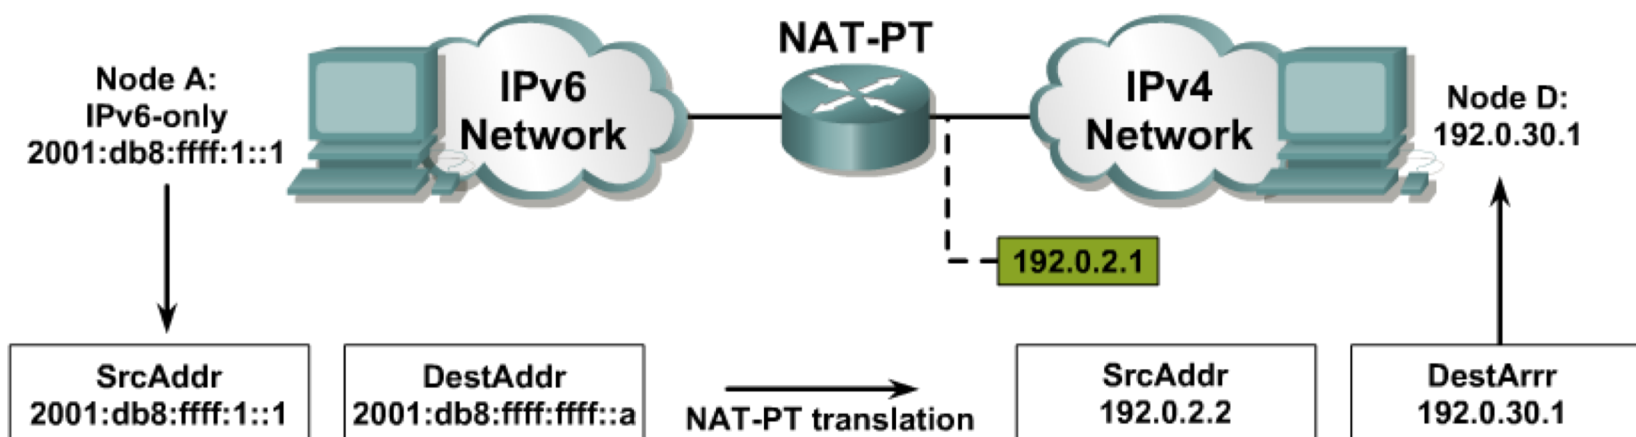 NAT-PT
Node A:
IPv6-only
2001:db8:ffff:1::1
IPv6
Network
IPv4
Network
Node D:
192.0.30.1
192.0.2.1
SrcAddr
2001:db8:ffff:1::1
DestAddr
2001:db8:ffff:ffff::a
NAT-PT translation
SrcAddr
192.0.2.2
DestArrr
192.0.30.1